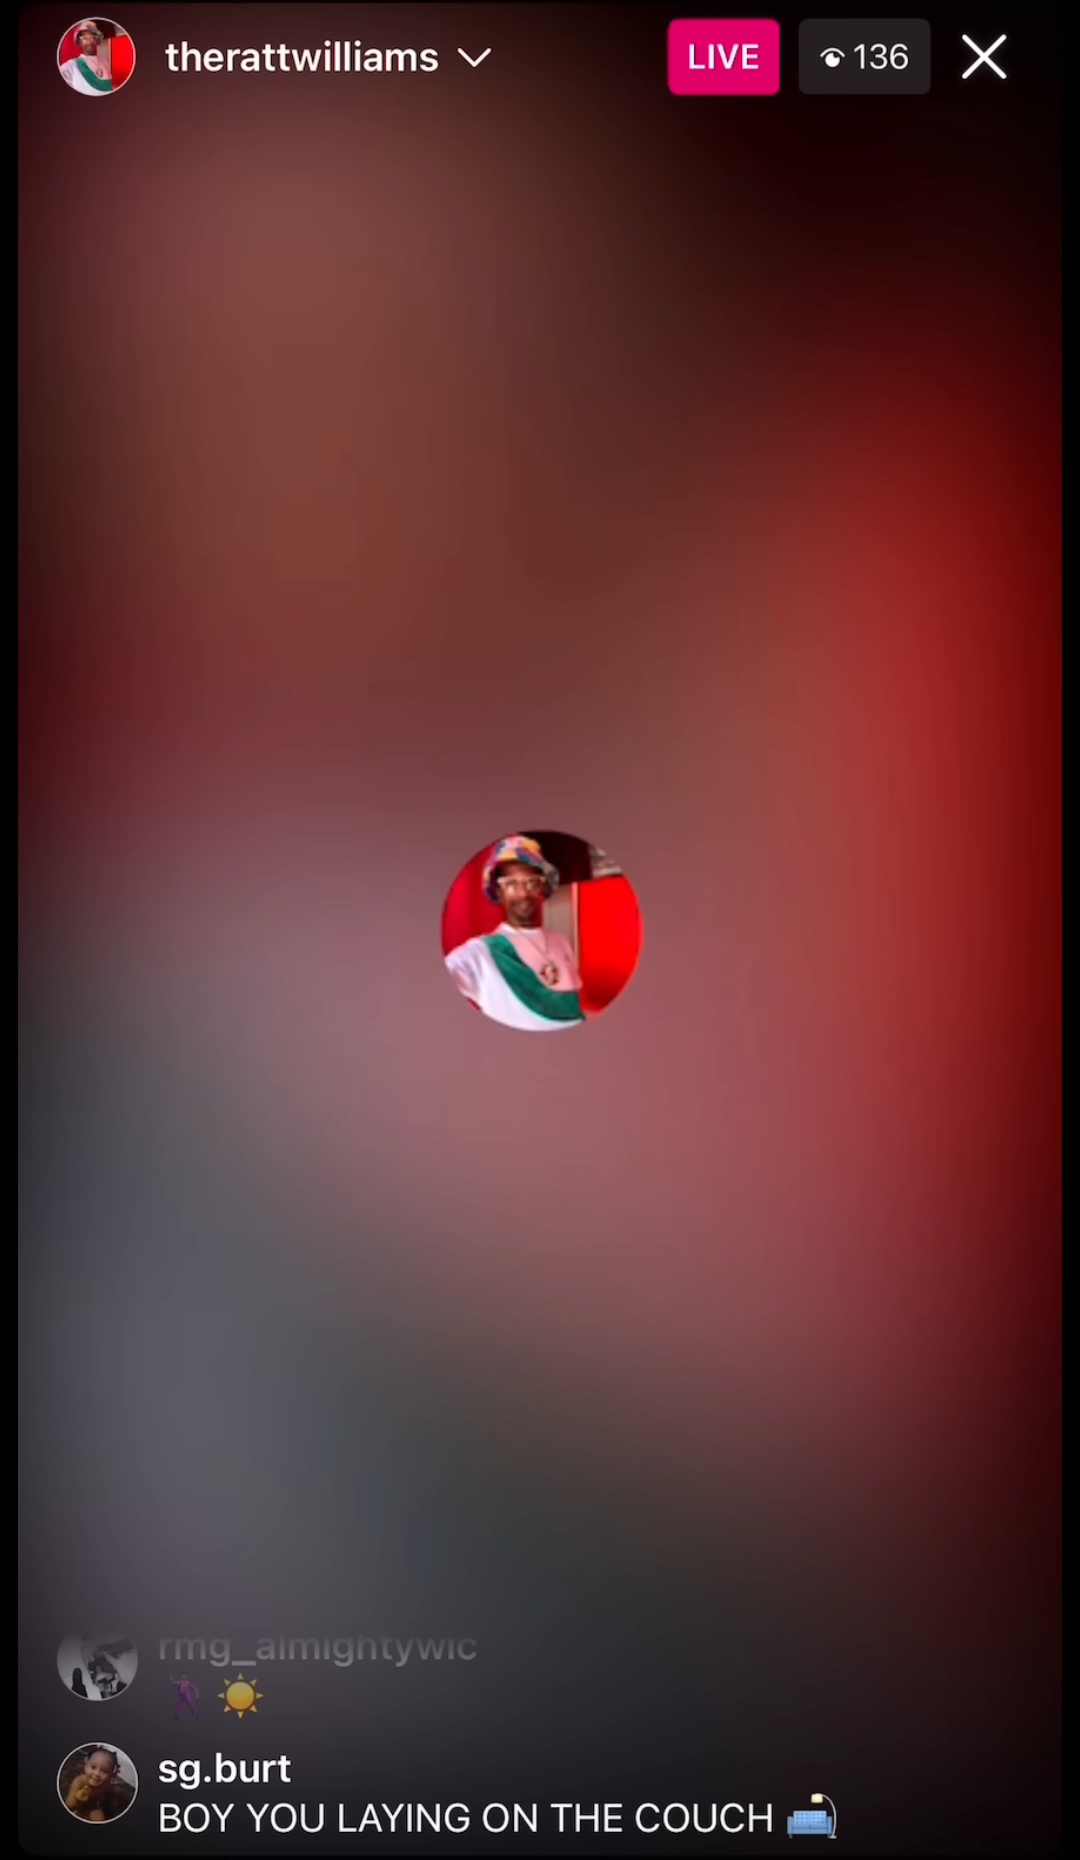 therattwilliams
LIVE
136
rmg_almightywic
sg.burt
BOY YOU LAYING ON THE COUCH